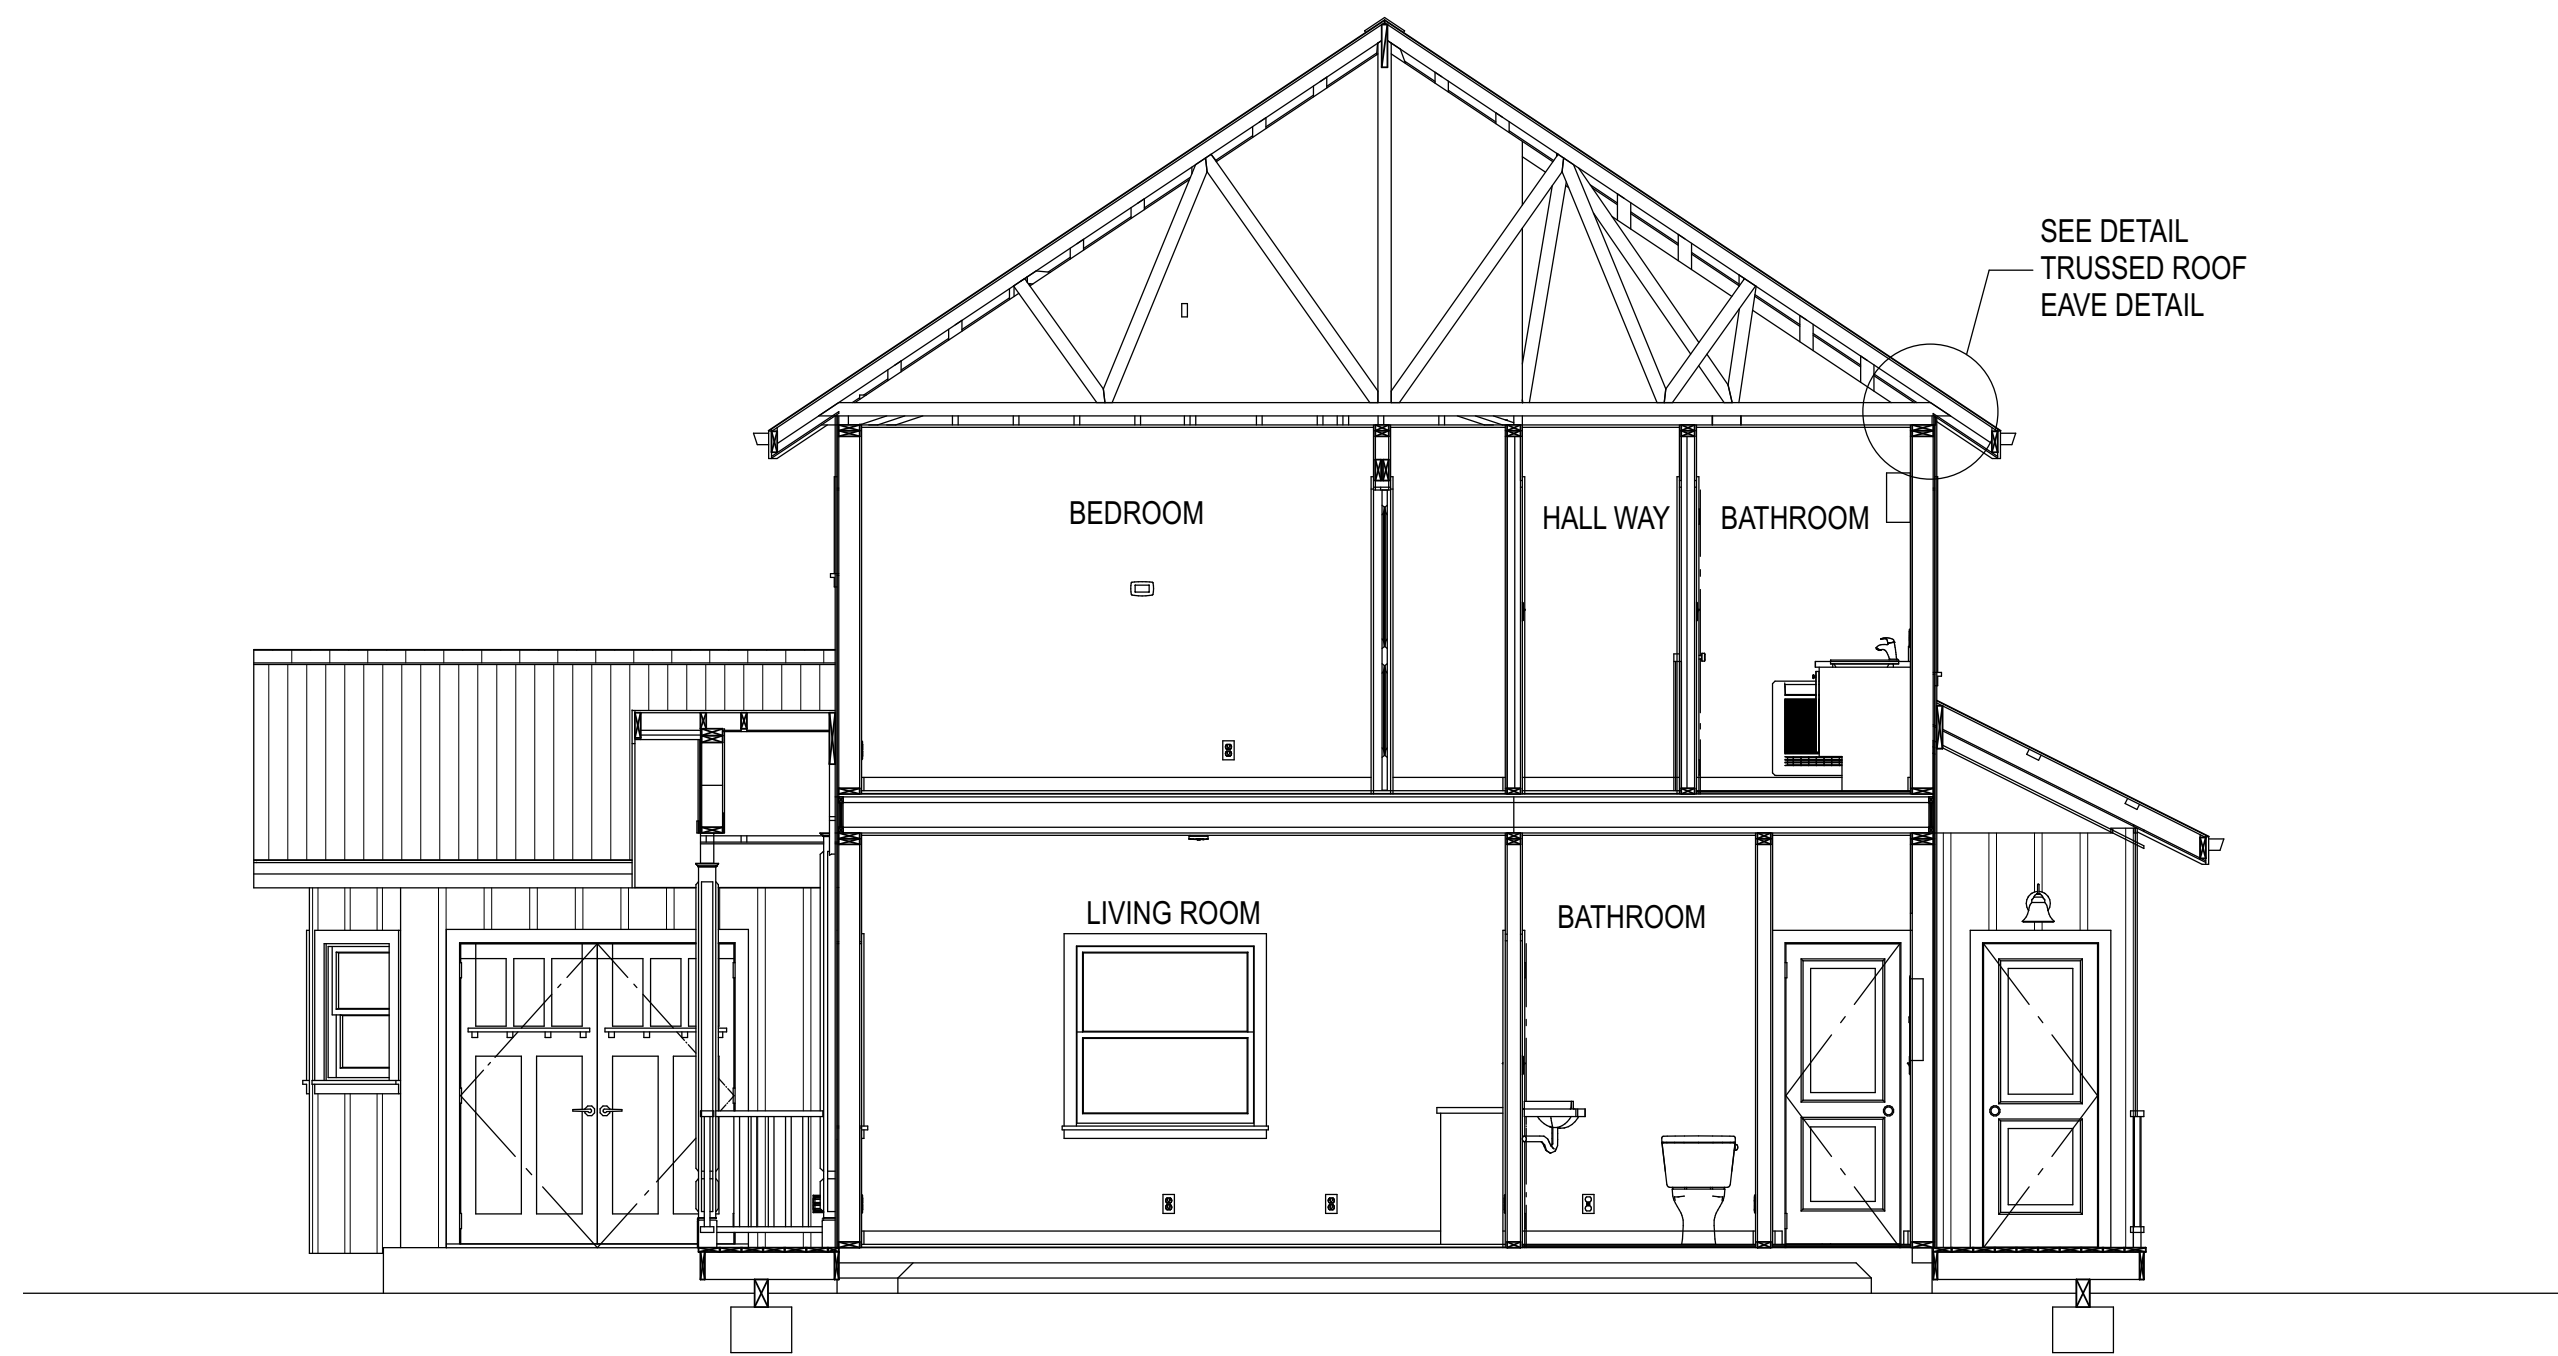 SEE DETAIL
TRUSSED ROOF
EAVE DETAIL
BEDROOM
HALL WAY
BATHROOM
LIVING ROOM
BATHROOM